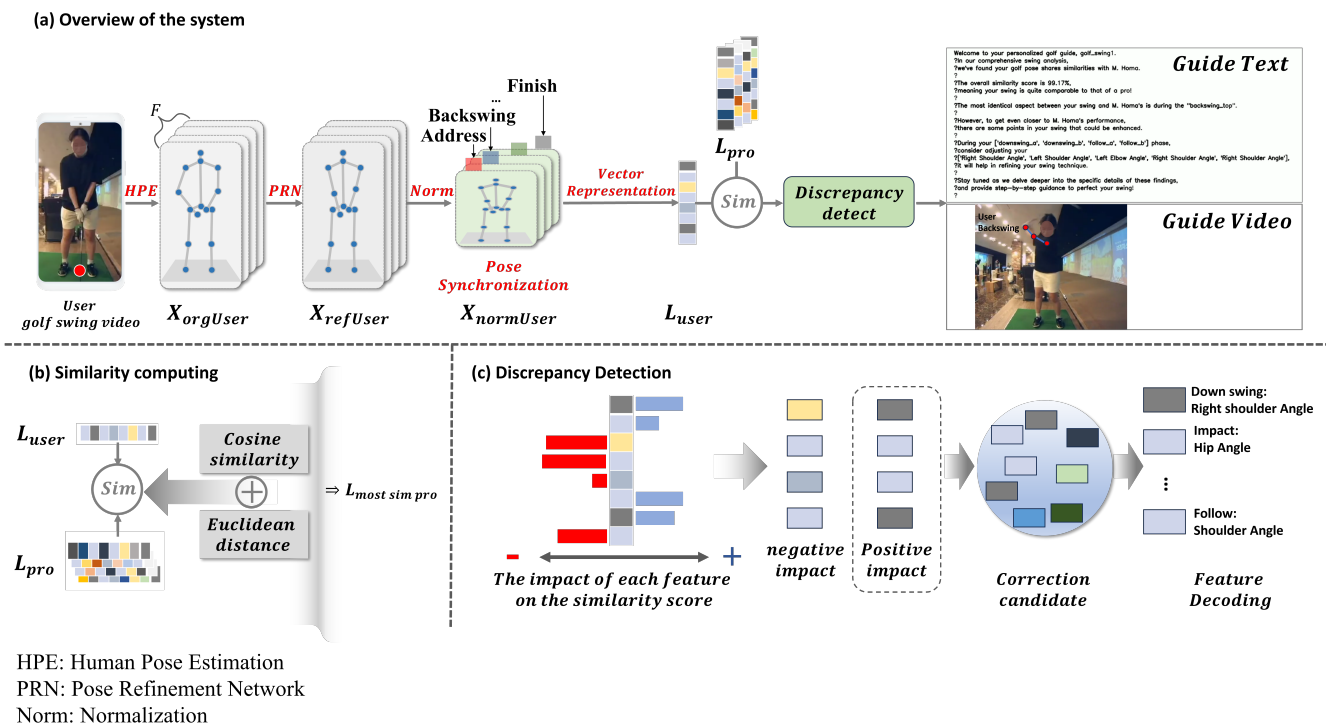 (a) Overview of the system
F
HPE
PRN
Norm
Address
Backswing
...
Finish
Pose
Synchronization
Vector
Representation
L_pro
Sim
Discrepancy
detect
User
golf swing video
X_orgUser
X_refUser
X_normUser
L_user
Guide Text
Welcome to your personalized golf guide, golf_swing1.
?In our comprehensive swing analysis,
?we've found your golf pose shares similarities with M. Homa.
?
?The overall similarity score is 99.17%,
?meaning your swing is quite comparable to that of a pro!
?
?The most identical aspect between your swing and M. Homa's is during the "backswing_top".
?
?However, to get even closer to M. Homa's performance,
?there are some points in your swing that could be enhanced.
?
?During your ['downswing_a', 'downswing_b', 'follow_a', 'follow_b'] phase,
?consider adjusting your
?['Right Shoulder Angle', 'Left Shoulder Angle', 'Left Elbow Angle', 'Right Shoulder Angle', 'Right Shoulder Angle'],
?it will help in refining your swing technique.
?
?Stay tuned as we delve deeper into the specific details of these findings,
?and provide step-by-step guidance to perfect your swing!
?
Guide Video
User
Backswing
(b) Similarity computing
L_user
Sim
L_pro
Cosine
similarity
+
Euclidean
distance
⇒ L_most sim pro
(c) Discrepancy Detection
- +
The impact of each feature
on the similarity score
negative
impact
Positive
impact
Correction
candidate
Down swing:
Right shoulder Angle
Impact:
Hip Angle
⋮
Follow:
Shoulder Angle
Feature
Decoding
HPE: Human Pose Estimation
PRN: Pose Refinement Network
Norm: Normalization